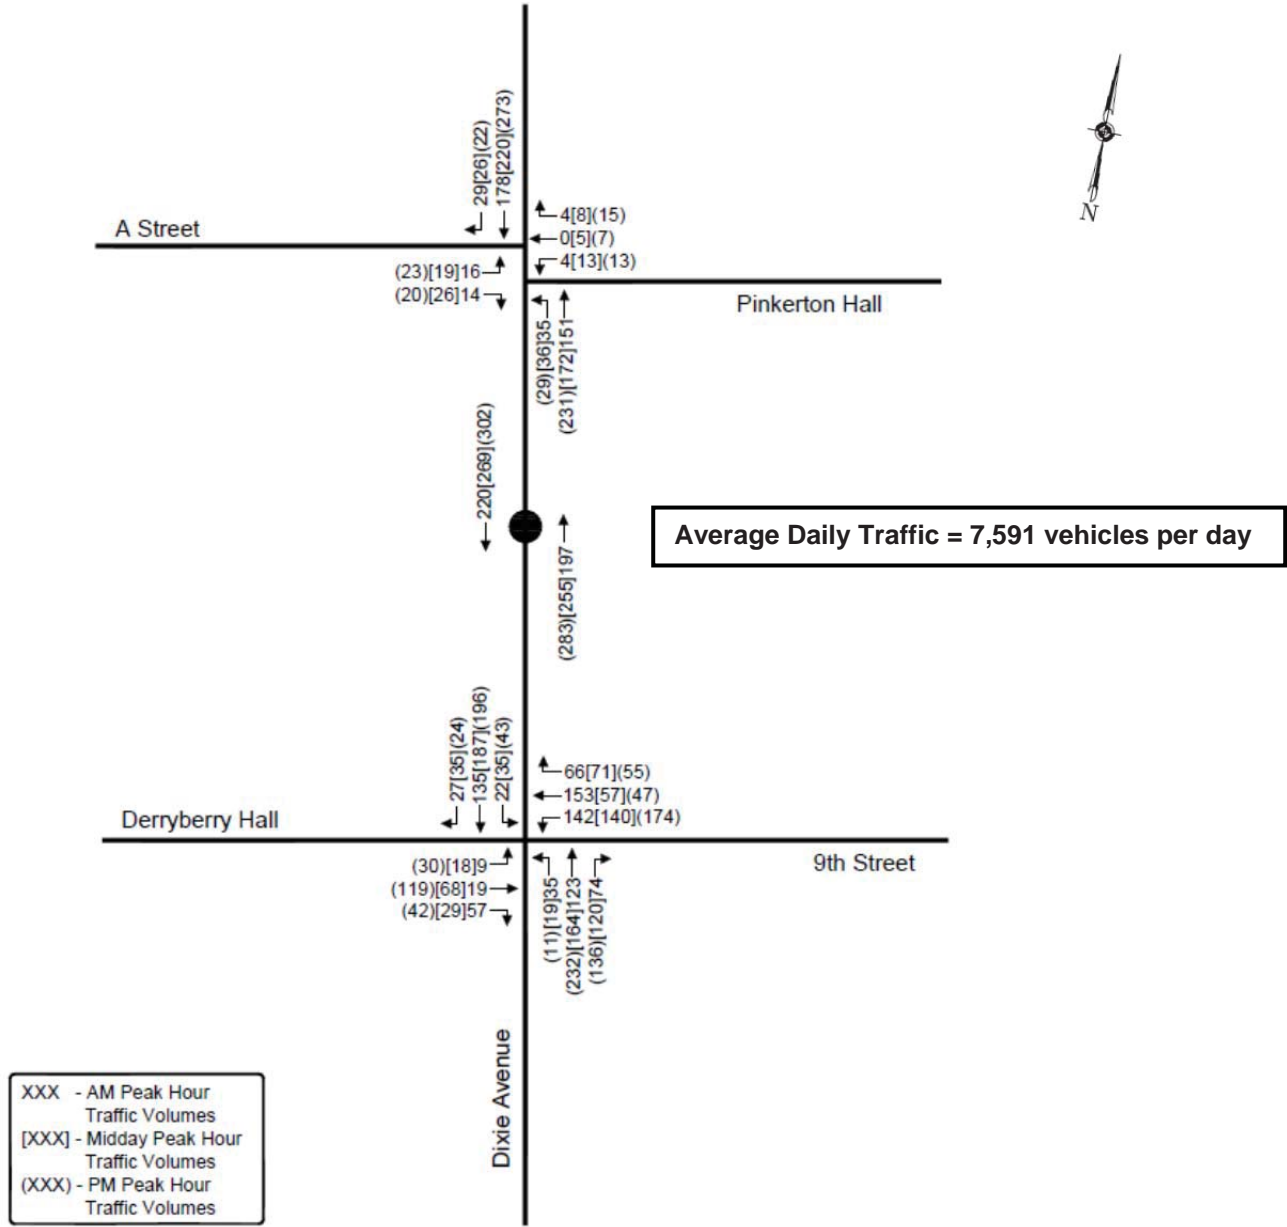 29[26](22)
178[220](273)
N
A Street
4[8](15)
0[5](7)
4[13](13)
(23)[19]16
(20)[26]14
Pinkerton Hall
(29)[36]35
(231)[172]151
220[269](302)
Average Daily Traffic = 7,591 vehicles per day
(283)[255]197
27[35](24)
135[187](196)
22[35](43)
66[71](55)
153[57](47)
142[140](174)
Derryberry Hall
9th Street
(30)[18]9
(119)[68]19
(42)[29]57
(11)[19]35
(232)[164]123
(136)[120]74
Dixie Avenue
XXX - AM Peak Hour
Traffic Volumes
[XXX] - Midday Peak Hour
Traffic Volumes
(XXX) - PM Peak Hour
Traffic Volumes